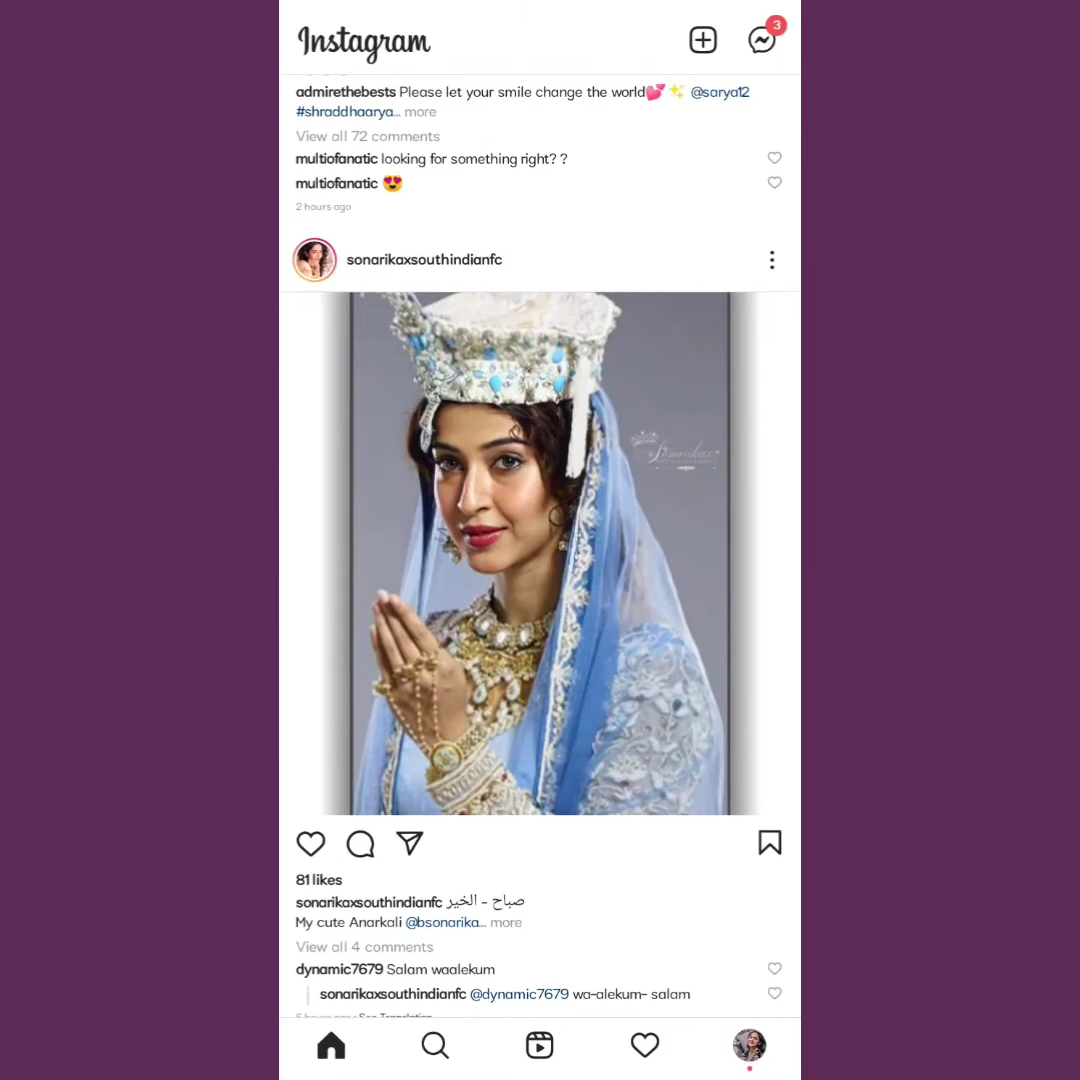 Instagram
3
admirethebests Please let your smile change the world💕✨ @sarya12
#shraddhaarya... more
View all 72 comments
multiofanatic looking for something right? ?
multiofanatic 😍
2 hours ago
sonarikaxsouthindianfc
81 likes
sonarikaxsouthindianfc صباح - الخير
My cute Anarkali @bsonarika... more
View all 4 comments
dynamic7679 Salam waalekum
sonarikaxsouthindianfc @dynamic7679 wa-alekum- salam